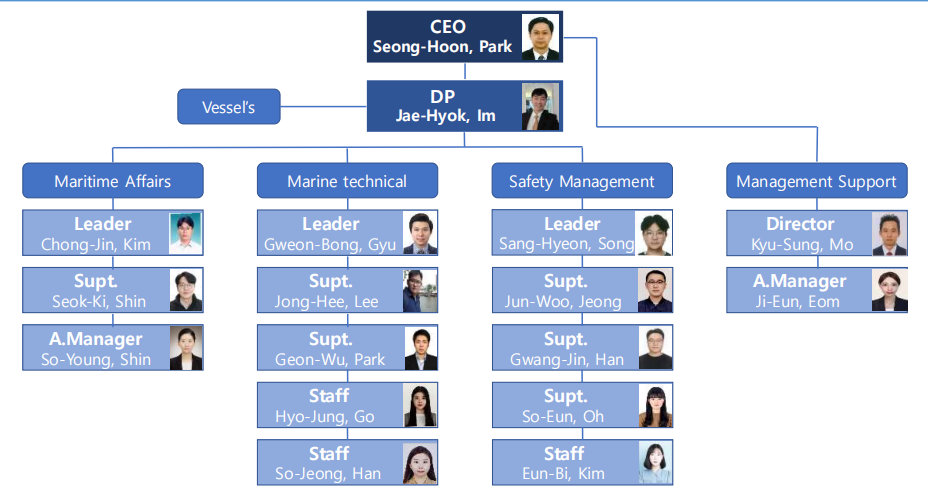 CEO
Seong-Hoon, Park
DP
Jae-Hyok, Im
Vessel's
Maritime Affairs
Leader
Chong-Jin, Kim
Supt.
Seok-Ki, Shin
A.Manager
So-Young, Shin
Marine technical
Leader
Gweon-Bong, Gyu
Supt.
Jong-Hee, Lee
Supt.
Geon-Wu, Park
Staff
Hyo-Jung, Go
Staff
So-Jeong, Han
Safety Management
Leader
Sang-Hyeon, Song
Supt.
Jun-Woo, Jeong
Supt.
Gwang-Jin, Han
Supt.
So-Eun, Oh
Staff
Eun-Bi, Kim
Management Support
Director
Kyu-Sung, Mo
A.Manager
Ji-Eun, Eom